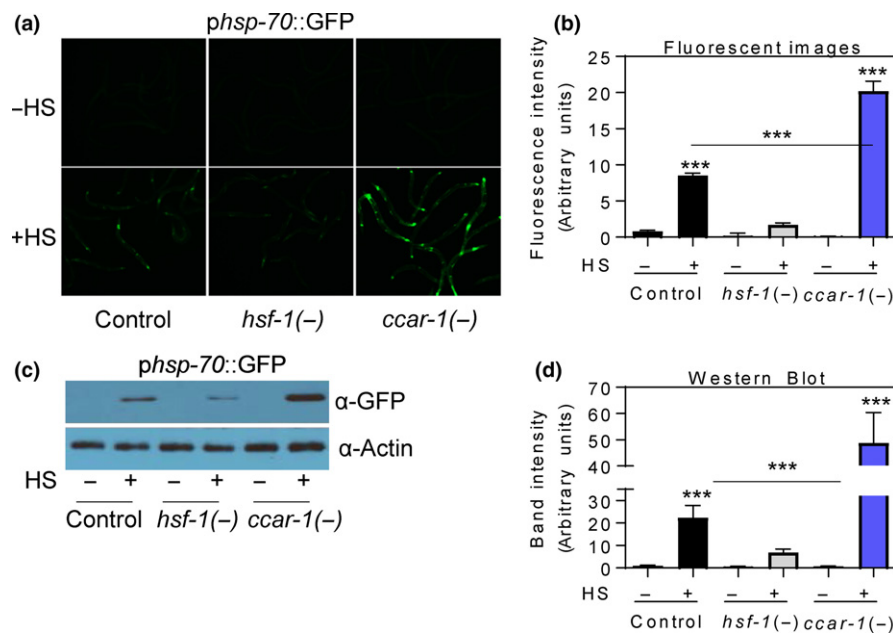 (a)
phsp-70::GFP
–HS
+HS
Control hsf-1(–) ccar-1(–)
(b)
Fluorescent images
Fluorescence intensity
(Arbitrary units)
25
20
15
10
5
0
***
***
***
HS – + – + – +
Control hsf-1(–) ccar-1(–)
(c)
phsp-70::GFP
α-GFP
α-Actin
HS – + – + – +
Control hsf-1(–) ccar-1(–)
(d)
Western Blot
Band intensity
(Arbitrary units)
70
60
50
40
30
20
10
0
***
***
***
HS – + – + – +
Control hsf-1(–) ccar-1(–)